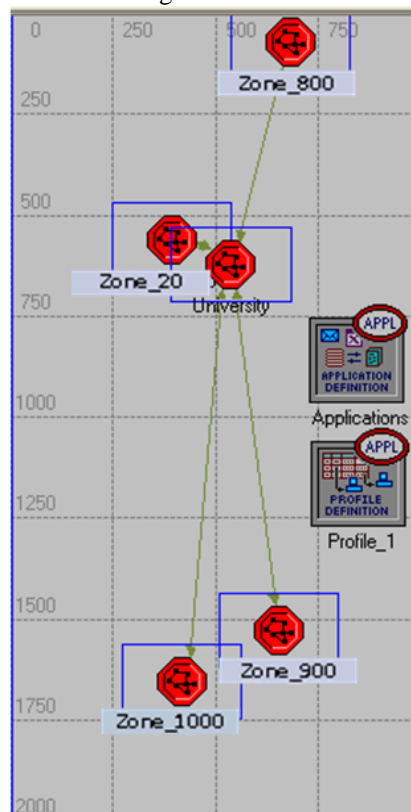 0 250 500 750
Zone_800
250
500
Zone_20
University
750
APPL
APPLICATION
DEFINITION
1000
Applications
APPL
PROFILE
DEFINITION
1250
Profile_1
1500
Zone_900
Zone_1000
1750
2000